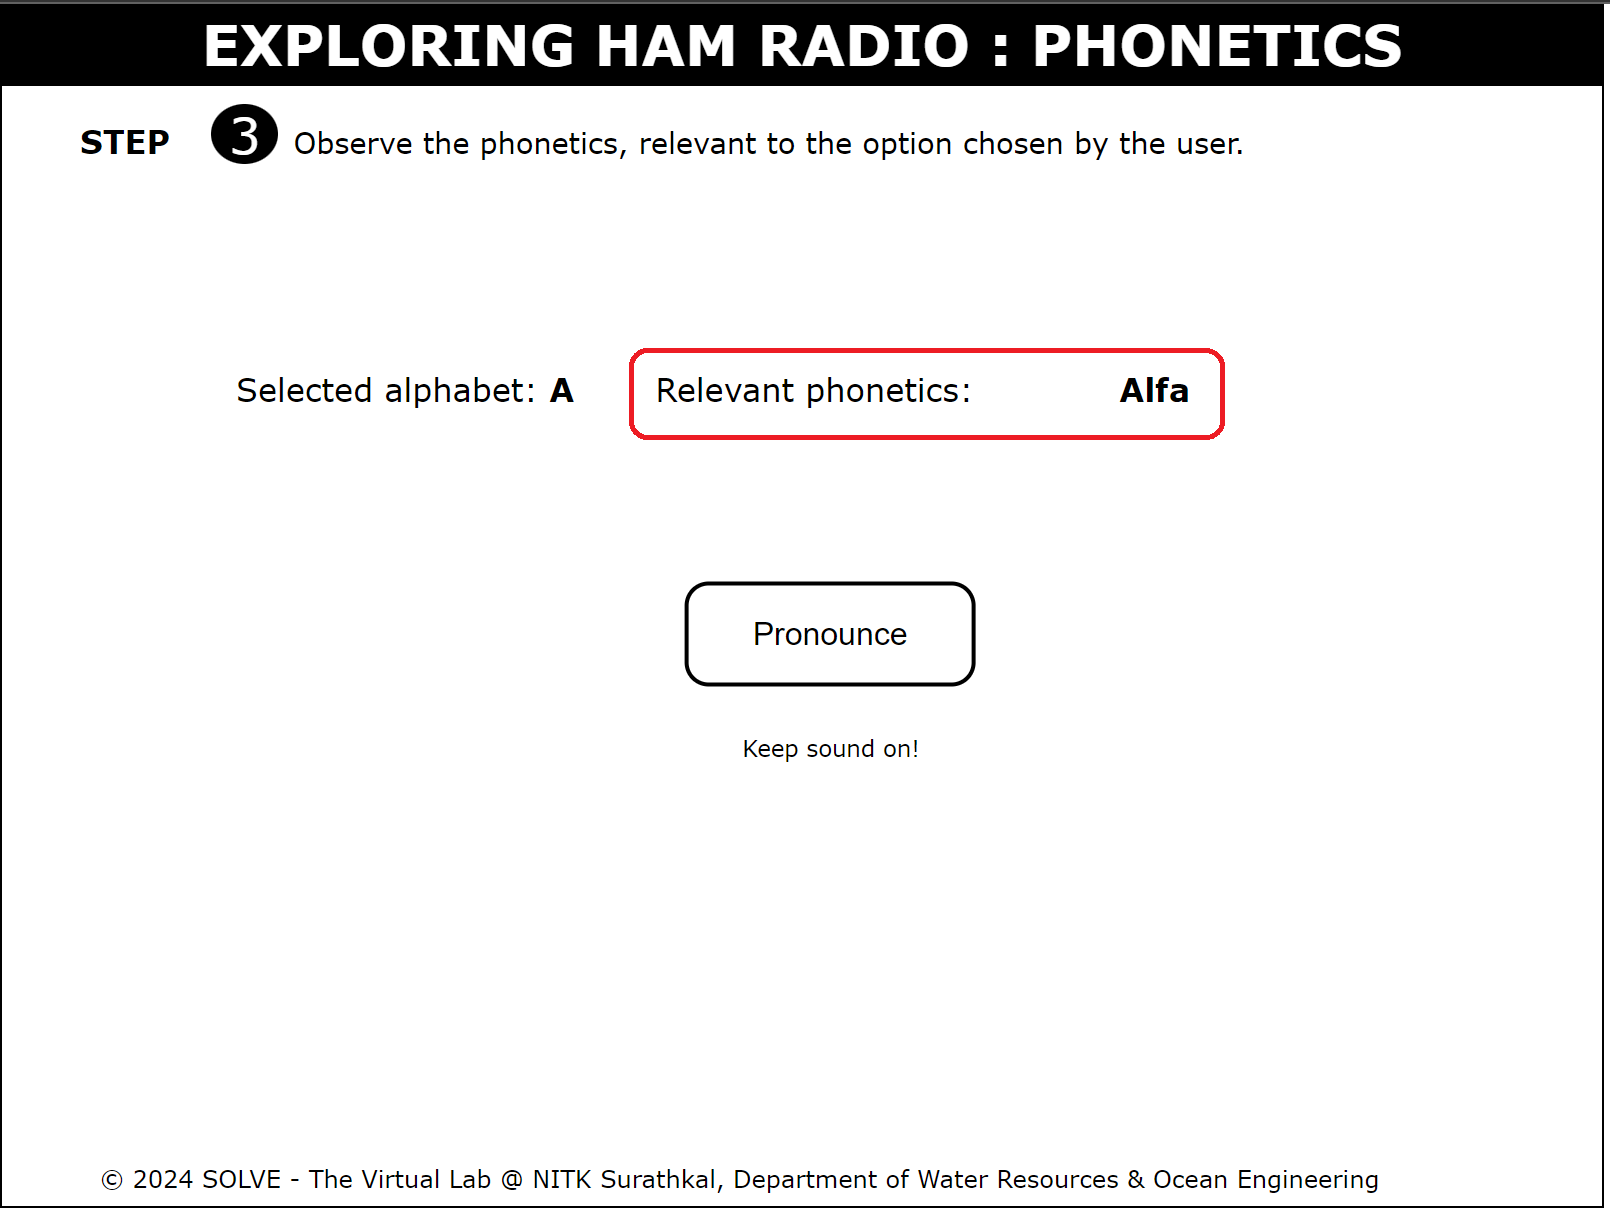 EXPLORING HAM RADIO : PHONETICS
STEP 3 Observe the phonetics, relevant to the option chosen by the user.
Selected alphabet: A Relevant phonetics: Alfa
Pronounce
Keep sound on!
© 2024 SOLVE - The Virtual Lab @ NITK Surathkal, Department of Water Resources & Ocean Engineering